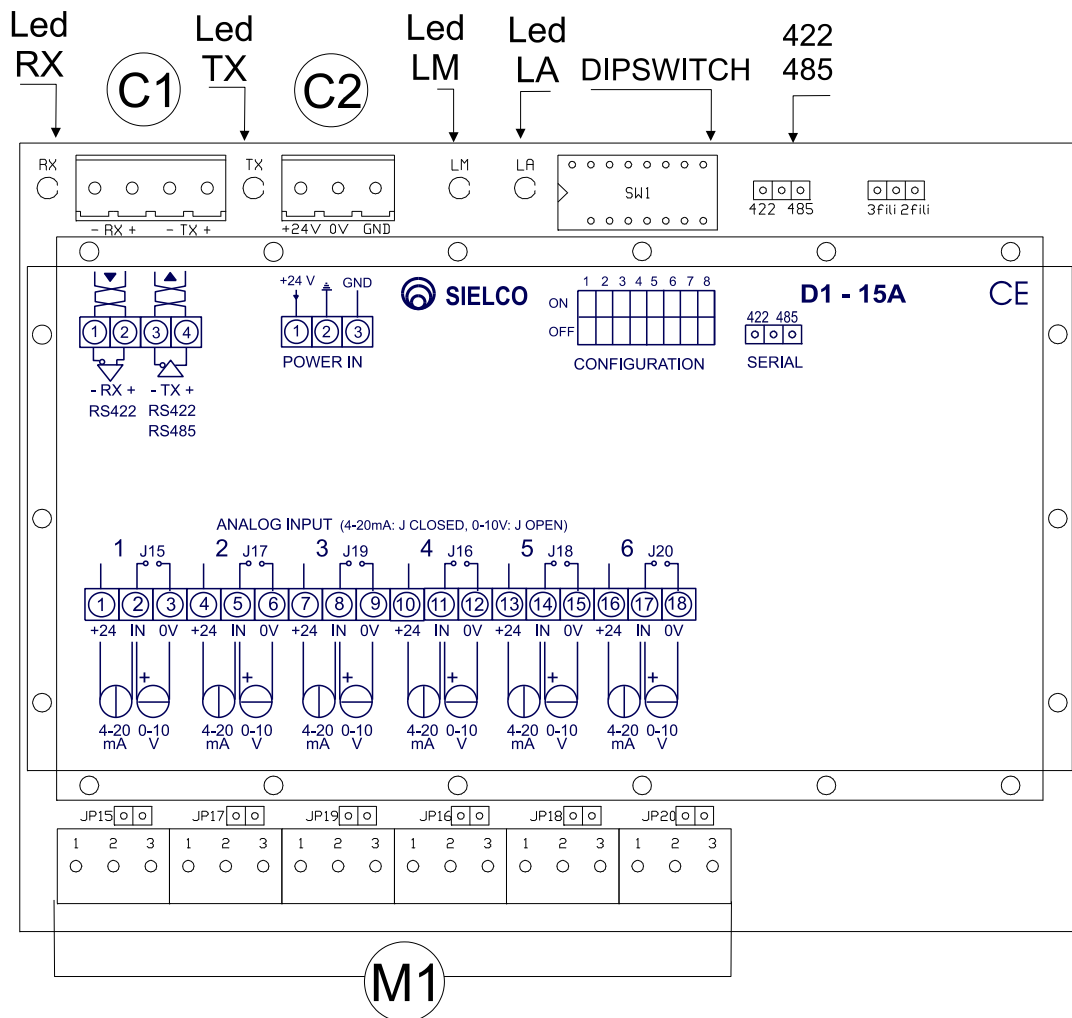 Led RX
C1
Led TX
C2
Led LM
Led LA
DIPSWITCH
422
485
RX
TX
LM
LA
SW1
- RX + - TX +
+24V 0V GND
422 485
3fili 2fili
+24 V GND
1 2 3 4
1 2 3
- RX + - TX +
RS422 RS422
RS485
POWER IN
SIELCO
1 2 3 4 5 6 7 8
ON
OFF
CONFIGURATION
D1 - 15A
CE
422 485
SERIAL
ANALOG INPUT (4-20mA: J CLOSED, 0-10V: J OPEN)
1 J15 2 J17 3 J19 4 J16 5 J18 6 J20
1 2 3 4 5 6 7 8 9 10 11 12 13 14 15 16 17 18
+24 IN 0V +24 IN 0V +24 IN 0V +24 IN 0V +24 IN 0V +24 IN 0V
+ + + + + +
4-20 0-10 4-20 0-10 4-20 0-10 4-20 0-10 4-20 0-10 4-20 0-10
mA V mA V mA V mA V mA V mA V
JP15 JP17 JP19 JP16 JP18 JP20
1 2 3 1 2 3 1 2 3 1 2 3 1 2 3 1 2 3
M1